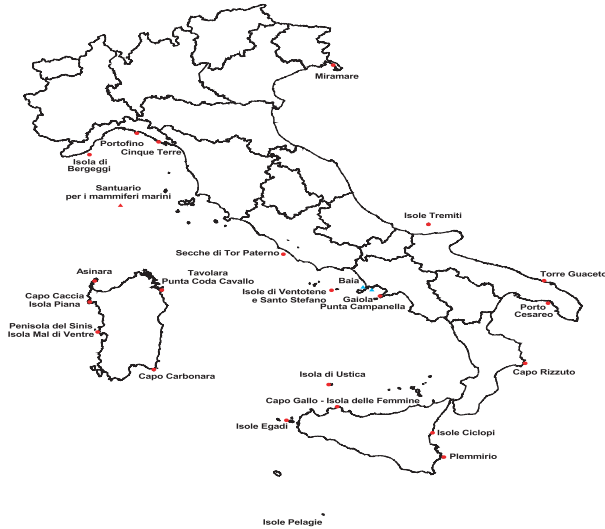 Miramare
Portofino
Cinque Terre
Isola di
Bergeggi
Santuario
per i mammiferi marini
Isole Tremiti
Secche di Tor Paterno
Asinara
Tavolara
Punta Coda Cavallo
Isole di Ventotene
e Santo Stefano
Baia
Gaiola
Punta Campanella
Torre Guaceto
Porto
Cesareo
Capo Caccia
Isola Piana
Penisola del Sinis
Isola Mal di Ventre
Capo Carbonara
Isola di Ustica
Capo Rizzuto
Capo Gallo - Isola delle Femmine
Isole Egadi
Isole Ciclopi
Plemmirio
Isole Pelagie